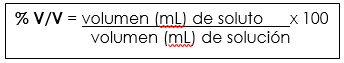 % V/V = volumen (mL) de soluto x 100
volumen (mL) de solución